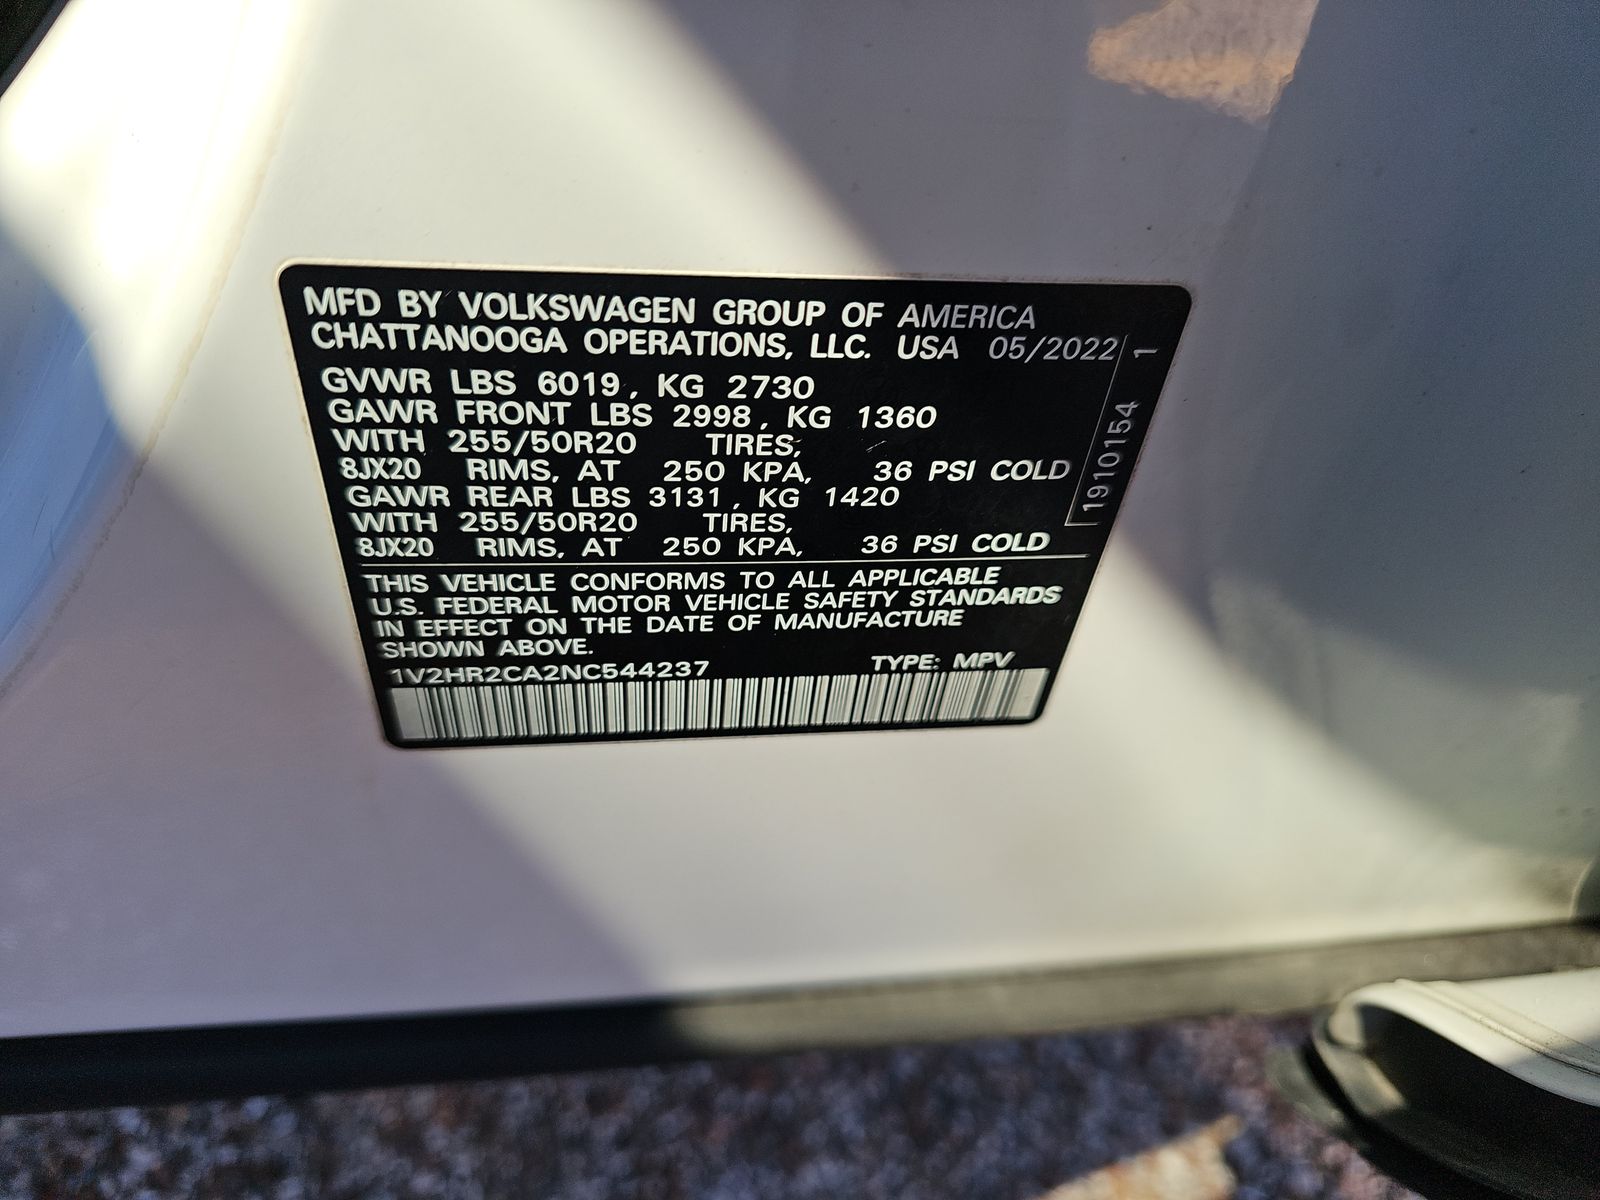 MFD BY VOLKSWAGEN GROUP OF AMERICA
CHATTANOOGA OPERATIONS, LLC. USA 05/2022
GVWR LBS 6019, KG 2730
GAWR FRONT LBS 2998, KG 1360
WITH 255/50R20 TIRES,
8JX20 RIMS, AT 250 KPA, 36 PSI COLD
GAWR REAR LBS 3131, KG 1420
WITH 255/50R20 TIRES,
8JX20 RIMS, AT 250 KPA, 36 PSI COLD
THIS VEHICLE CONFORMS TO ALL APPLICABLE
U.S. FEDERAL MOTOR VEHICLE SAFETY STANDARDS
IN EFFECT ON THE DATE OF MANUFACTURE
SHOWN ABOVE.
1V2HR2CA2NC544237 TYPE: MPV
1910154 1